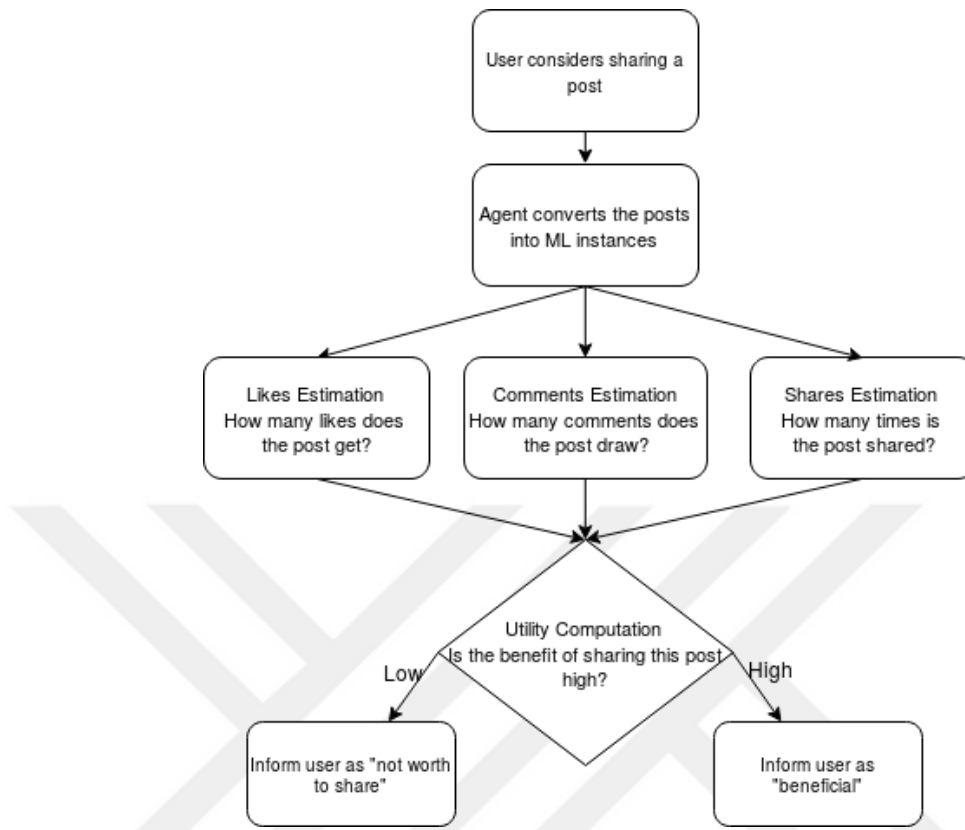 User considers sharing a
post
Agent converts the posts
into ML instances
Likes Estimation
How many likes does
the post get?
Comments Estimation
How many comments does
the post draw?
Shares Estimation
How many times is
the post shared?
Utility Computation
Is the benefit of sharing this post
high?
Low
High
Inform user as "not worth
to share"
Inform user as
"beneficial"